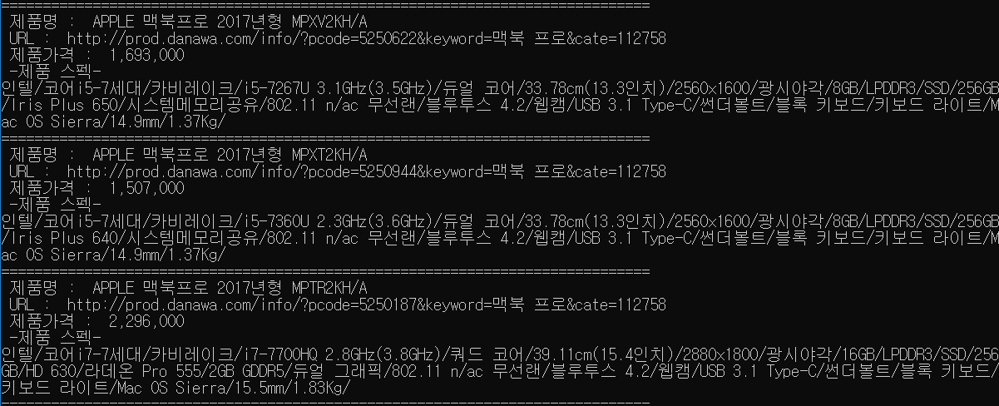 ==============================================================================
제품명 :  APPLE 맥북프로 2017년형 MPXV2KH/A
URL :  http://prod.danawa.com/info/?pcode=5250622&keyword=맥북 프로&cate=112758
제품가격 :  1,693,000
-제품 스펙-
인텔/코어i5-7세대/카비레이크/i5-7267U 3.1GHz(3.5GHz)/듀얼 코어/33.78cm(13.3인치)/2560x1600/광시야각/8GB/LPDDR3/SSD/256GB
/Iris Plus 650/시스템메모리공유/802.11 n/ac 무선랜/블루투스 4.2/웹캠/USB 3.1 Type-C/썬더볼트/블록 키보드/키보드 라이트/M
ac OS Sierra/14.9mm/1.37Kg/
==============================================================================
제품명 :  APPLE 맥북프로 2017년형 MPXT2KH/A
URL :  http://prod.danawa.com/info/?pcode=5250944&keyword=맥북 프로&cate=112758
제품가격 :  1,507,000
-제품 스펙-
인텔/코어i5-7세대/카비레이크/i5-7360U 2.3GHz(3.6GHz)/듀얼 코어/33.78cm(13.3인치)/2560x1600/광시야각/8GB/LPDDR3/SSD/256GB
/Iris Plus 640/시스템메모리공유/802.11 n/ac 무선랜/블루투스 4.2/웹캠/USB 3.1 Type-C/썬더볼트/블록 키보드/키보드 라이트/M
ac OS Sierra/14.9mm/1.37Kg/
==============================================================================
제품명 :  APPLE 맥북프로 2017년형 MPTR2KH/A
URL :  http://prod.danawa.com/info/?pcode=5250187&keyword=맥북 프로&cate=112758
제품가격 :  2,296,000
-제품 스펙-
인텔/코어i7-7세대/카비레이크/i7-7700HQ 2.8GHz(3.8GHz)/쿼드 코어/39.11cm(15.4인치)/2880x1800/광시야각/16GB/LPDDR3/SSD/256
GB/HD 630/라데온 Pro 555/2GB GDDR5/듀얼 그래픽/802.11 n/ac 무선랜/블루투스 4.2/웹캠/USB 3.1 Type-C/썬더볼트/블록 키보드/
키보드 라이트/Mac OS Sierra/15.5mm/1.83Kg/
==============================================================================